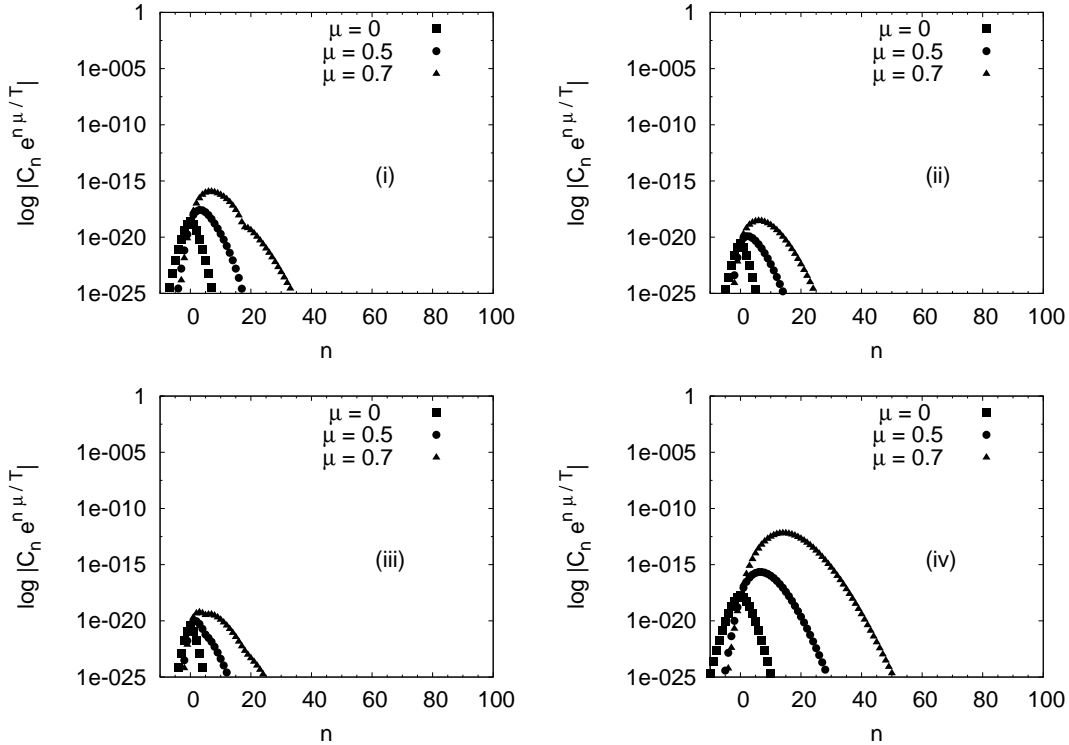 1
1e-005
1e-010
1e-015
1e-020
1e-025
0 20 40 60 80 100
n
log |C_n e^{n μ / T}|
μ = 0
μ = 0.5
μ = 0.7
(i)
1
1e-005
1e-010
1e-015
1e-020
1e-025
0 20 40 60 80 100
n
log |C_n e^{n μ / T}|
μ = 0
μ = 0.5
μ = 0.7
(ii)
1
1e-005
1e-010
1e-015
1e-020
1e-025
0 20 40 60 80 100
n
log |C_n e^{n μ / T}|
μ = 0
μ = 0.5
μ = 0.7
(iii)
1
1e-005
1e-010
1e-015
1e-020
1e-025
0 20 40 60 80 100
n
log |C_n e^{n μ / T}|
μ = 0
μ = 0.5
μ = 0.7
(iv)